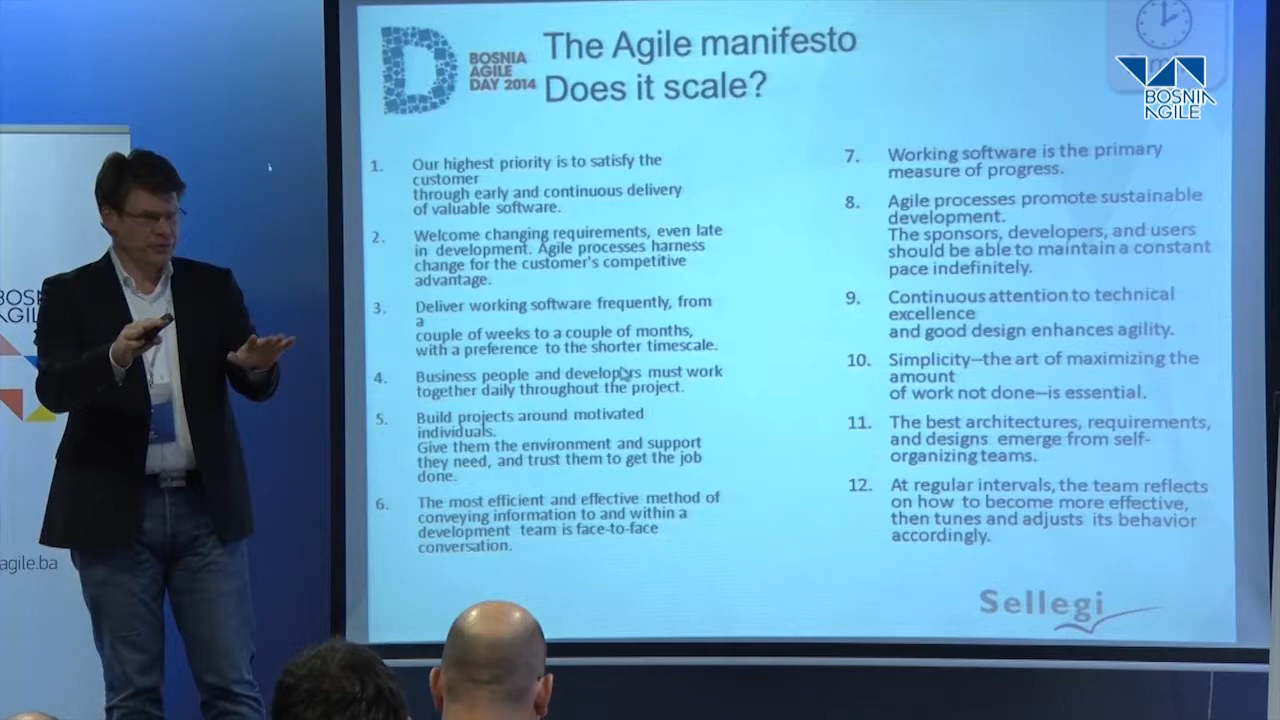 BOSNIA
AGILE
DAY 2014
The Agile manifesto
Does it scale?
BOSNIA
AGILE
1. Our highest priority is to satisfy the
customer
through early and continuous delivery
of valuable software.
2. Welcome changing requirements, even late
in development. Agile processes harness
change for the customer's competitive
advantage.
3. Deliver working software frequently, from
a
couple of weeks to a couple of months,
with a preference to the shorter timescale.
4. Business people and developers must work
together daily throughout the project.
5. Build projects around motivated
individuals.
Give them the environment and support
they need, and trust them to get the job
done.
6. The most efficient and effective method of
conveying information to and within a
development team is face-to-face
conversation.
7. Working software is the primary
measure of progress.
8. Agile processes promote sustainable
development.
The sponsors, developers, and users
should be able to maintain a constant
pace indefinitely.
9. Continuous attention to technical
excellence
and good design enhances agility.
10. Simplicity—the art of maximizing the
amount
of work not done—is essential.
11. The best architectures, requirements,
and designs emerge from self-
organizing teams.
12. At regular intervals, the team reflects
on how to become more effective,
then tunes and adjusts its behavior
accordingly.
Sellegi
agile.ba